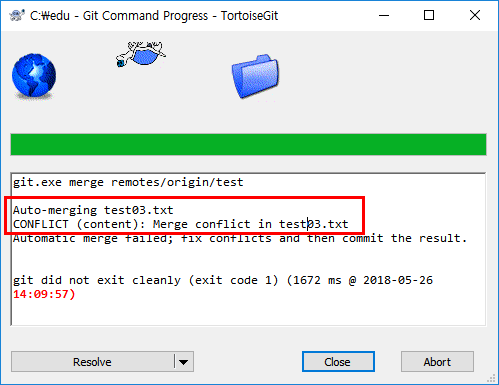 C:₩edu - Git Command Progress - TortoiseGit
git.exe merge remotes/origin/test
Auto-merging test03.txt
CONFLICT (content): Merge conflict in test03.txt
Automatic merge failed; fix conflicts and then commit the result.
git did not exit cleanly (exit code 1) (1672 ms @ 2018-05-26
14:09:57)
Resolve
Close
Abort